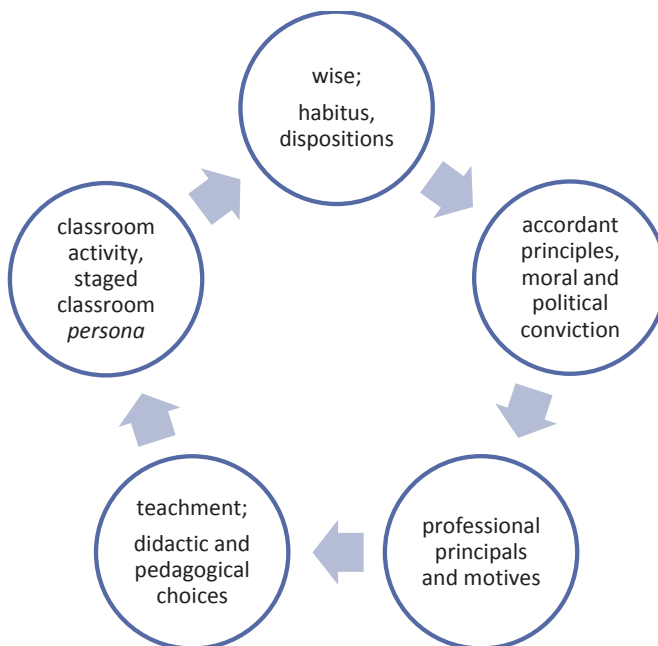 wise;
habitus,
dispositions
accordant
principles,
moral and
political
conviction
professional
principals
and motives
teachment;
didactic and
pedagogical
choices
classroom
activity,
staged
classroom
persona